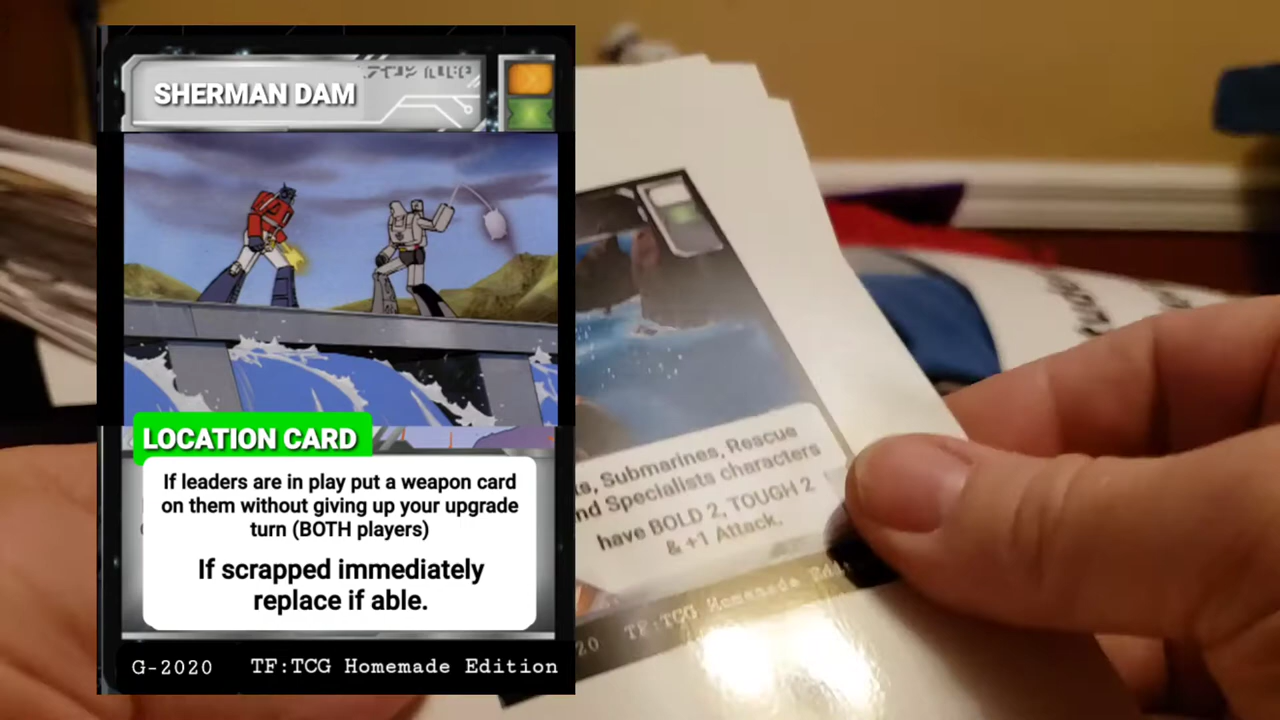 SHERMAN DAM
LOCATION CARD
If leaders are in play put a weapon card
on them without giving up your upgrade
turn (BOTH players)
If scrapped immediately
replace if able.
G-2020 TF:TCG Homemade Edition
Submarines, Rescue
Specialists characters
have BOLD 2, TOUGH 2
& +1 Attack.
20 TF:TCG Homemade